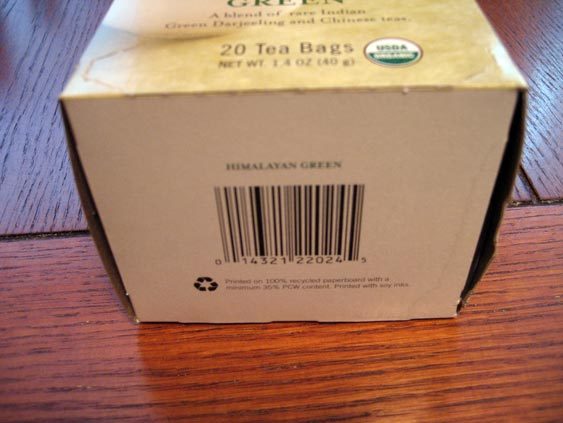 GREEN
A blend of rare Indian
Green Darjeeling and Chinese teas.
20 Tea Bags
NET WT. 1.4 OZ (40 g)
USDA
ORGANIC
HIMALAYAN GREEN
0 14321 22024 5
Printed on 100% recycled paperboard with a
minimum 35% PCW content. Printed with soy inks.